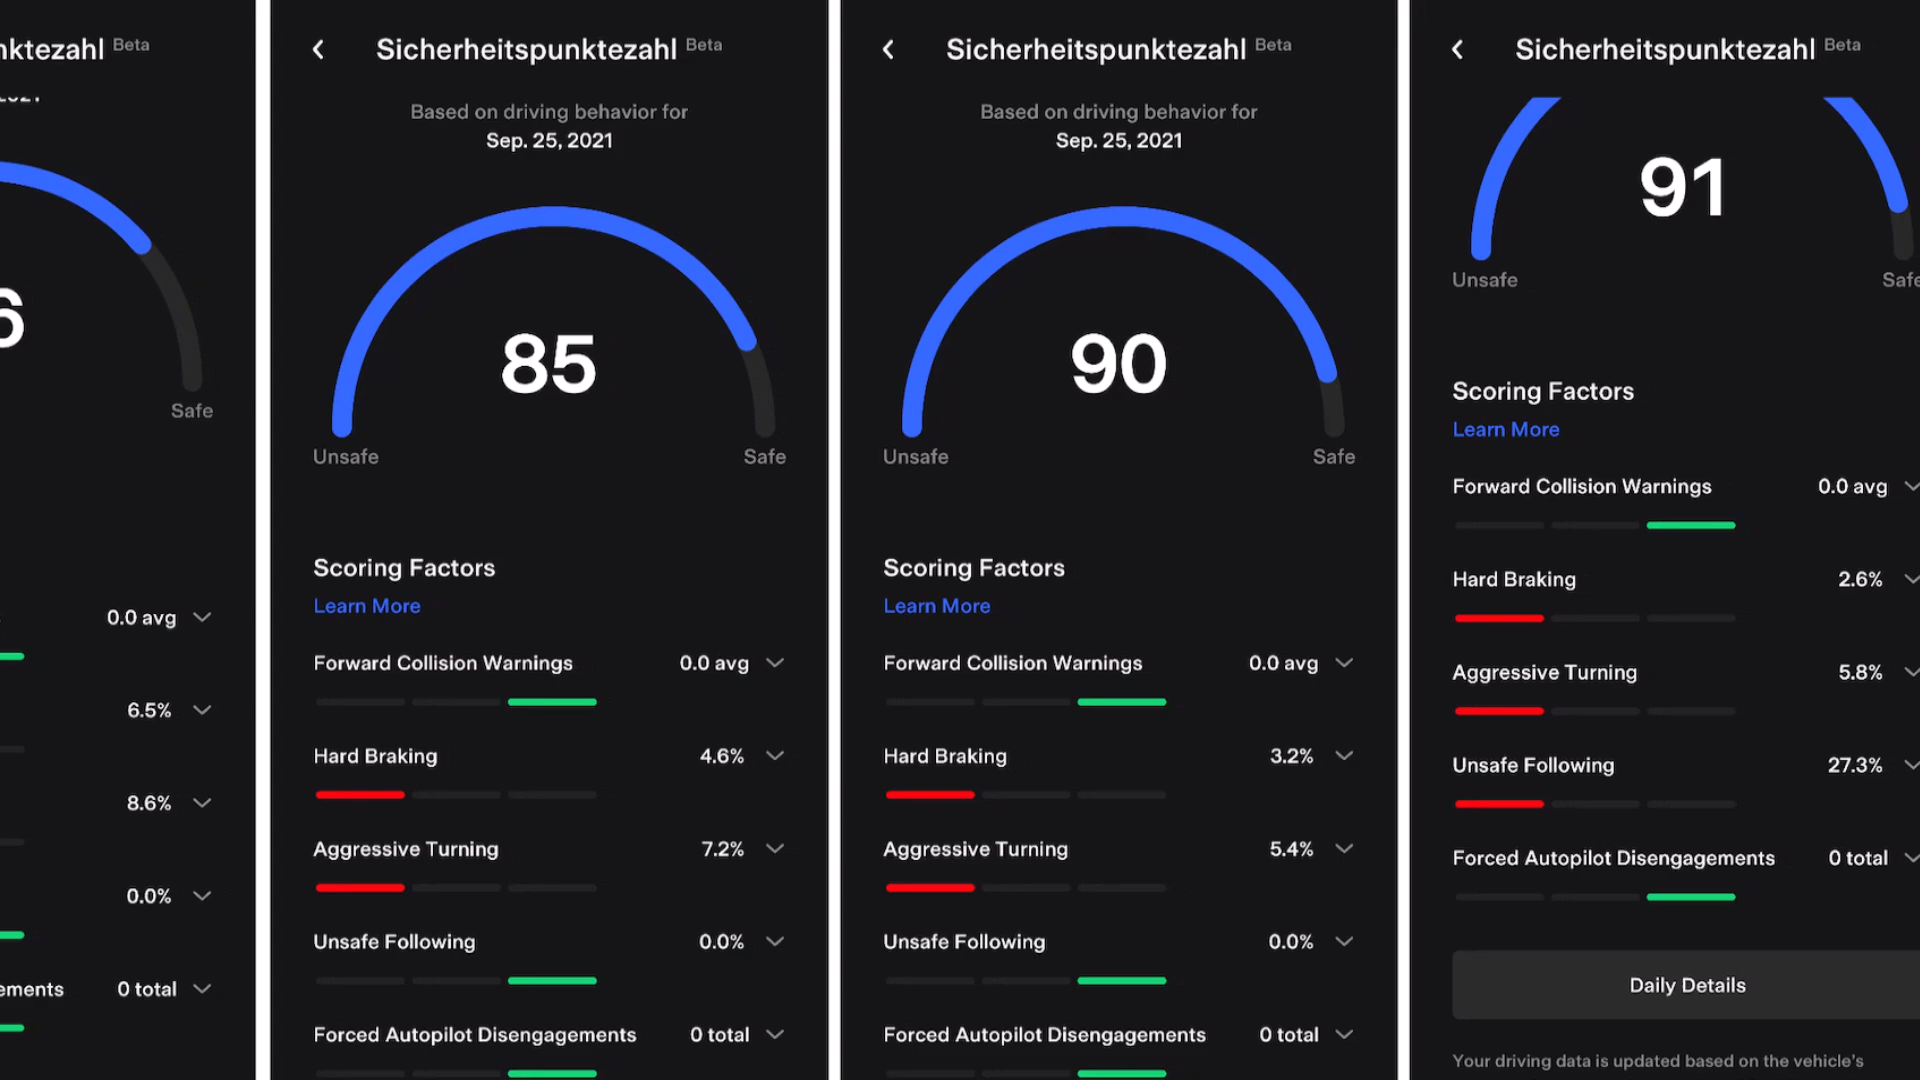 ktezahl Beta
6
Safe
0.0 avg
6.5%
8.6%
0.0%
ements 0 total
Sicherheitspunktezahl Beta
Based on driving behavior for
Sep. 25, 2021
85
Unsafe Safe
Scoring Factors
Learn More
Forward Collision Warnings 0.0 avg
Hard Braking 4.6%
Aggressive Turning 7.2%
Unsafe Following 0.0%
Forced Autopilot Disengagements 0 total
Sicherheitspunktezahl Beta
Based on driving behavior for
Sep. 25, 2021
90
Unsafe Safe
Scoring Factors
Learn More
Forward Collision Warnings 0.0 avg
Hard Braking 3.2%
Aggressive Turning 5.4%
Unsafe Following 0.0%
Forced Autopilot Disengagements 0 total
Sicherheitspunktezahl Beta
91
Unsafe Safe
Scoring Factors
Learn More
Forward Collision Warnings 0.0 avg
Hard Braking 2.6%
Aggressive Turning 5.8%
Unsafe Following 27.3%
Forced Autopilot Disengagements 0 total
Daily Details
Your driving data is updated based on the vehicle's